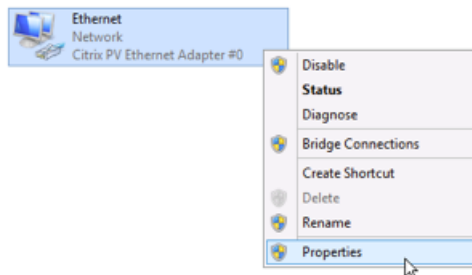 Ethernet
Network
Citrix PV Ethernet Adapter #0
Disable
Status
Diagnose
Bridge Connections
Create Shortcut
Delete
Rename
Properties